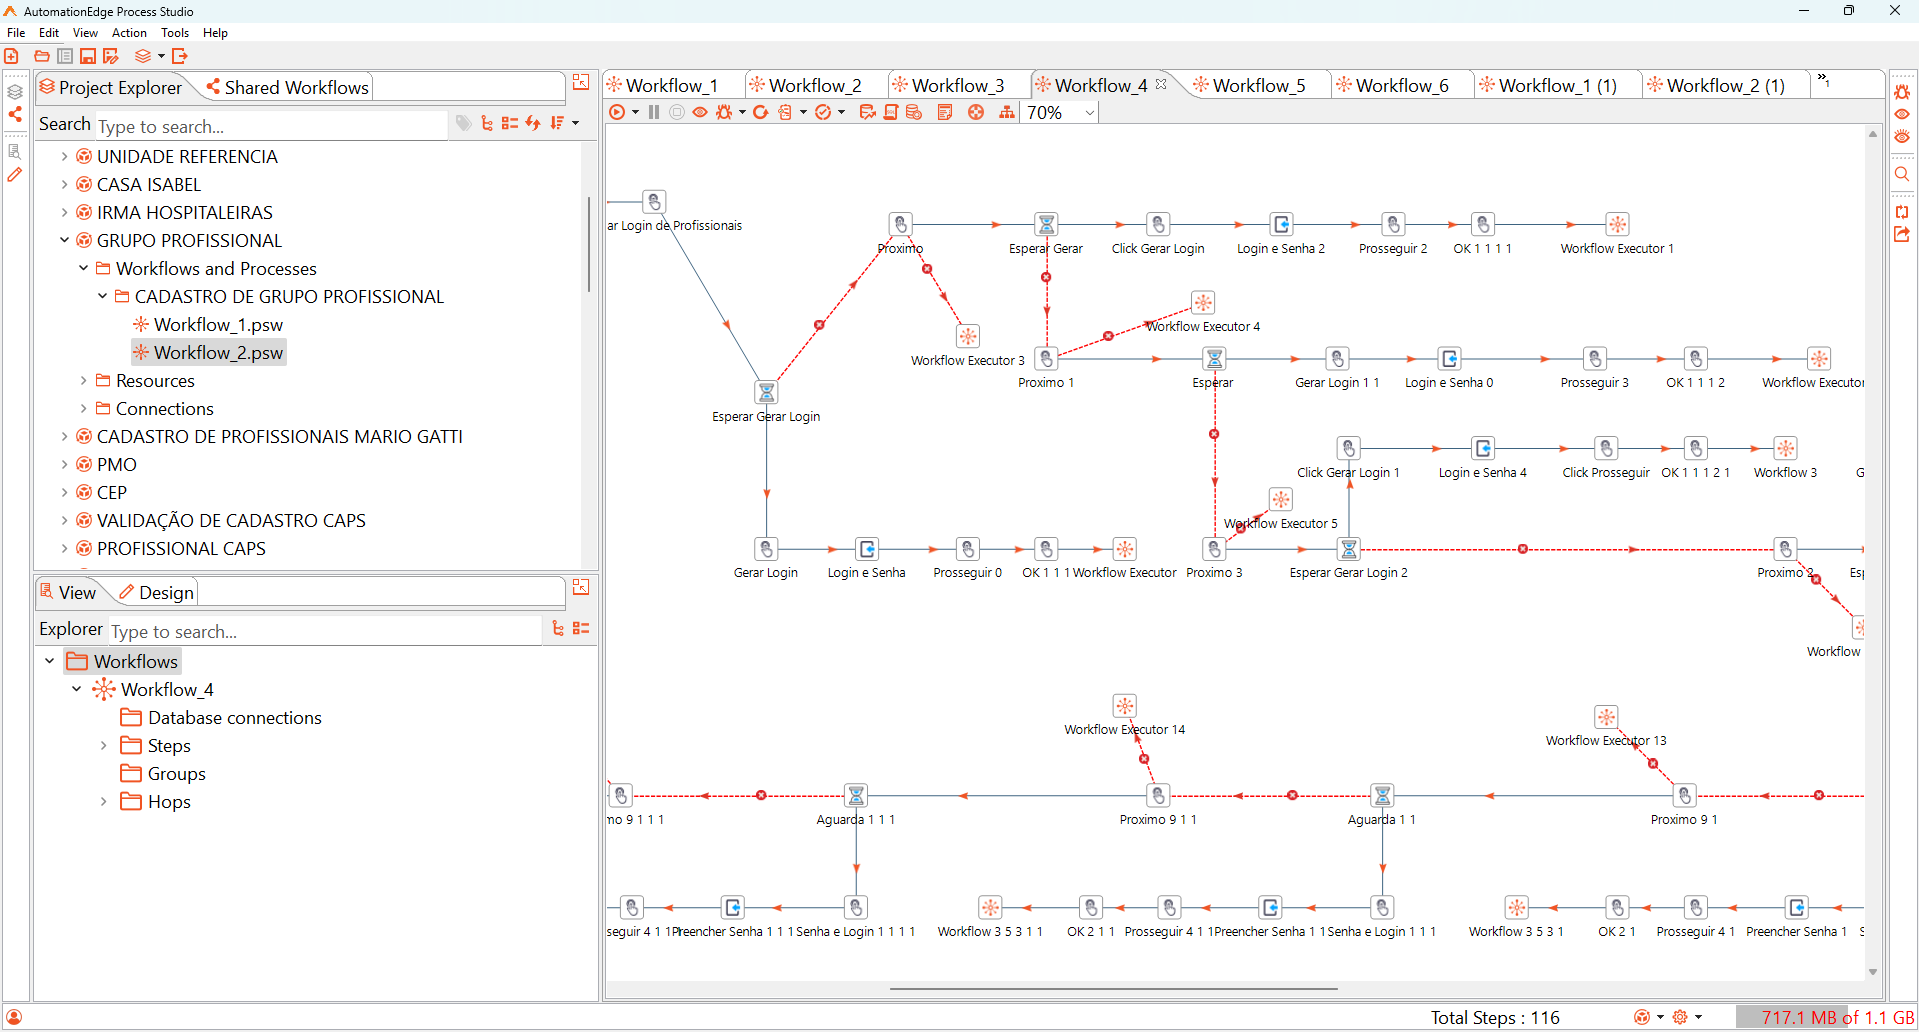 AutomationEdge Process Studio
File Edit View Action Tools Help
Project Explorer
Shared Workflows
Search Type to search...
UNIDADE REFERENCIA
CASA ISABEL
IRMA HOSPITALEIRAS
GRUPO PROFISSIONAL
Workflows and Processes
CADASTRO DE GRUPO PROFISSIONAL
Workflow_1.psw
Workflow_2.psw
Resources
Connections
CADASTRO DE PROFISSIONAIS MARIO GATTI
PMO
CEP
VALIDAÇÃO DE CADASTRO CAPS
PROFISSIONAL CAPS
View Design
Explorer Type to search...
Workflows
Workflow_4
Database connections
Steps
Groups
Hops
Workflow_1 Workflow_2 Workflow_3 Workflow_4 Workflow_5 Workflow_6 Workflow_1 (1) Workflow_2 (1) »1
70%
ar Login de Profissionais
Proximo Esperar Gerar Click Gerar Login Login e Senha 2 Prosseguir 2 OK 1 1 1 1 Workflow Executor 1
Workflow Executor 4
Workflow Executor 3
Proximo 1 Esperar Gerar Login 1 1 Login e Senha 0 Prosseguir 3 OK 1 1 1 2 Workflow Executor
Esperar Gerar Login
Click Gerar Login 1 Login e Senha 4 Click Prosseguir OK 1 1 1 2 1 Workflow 3 G
Workflow Executor 5
Gerar Login Login e Senha Prosseguir 0 OK 1 1 1 Workflow Executor Proximo 3 Esperar Gerar Login 2 Proximo 2 Esp
Workflow
Workflow Executor 14
Workflow Executor 13
mo 9 1 1 1 Aguarda 1 1 1 Proximo 9 1 1 Aguarda 1 1 Proximo 9 1
seguir 4 1 1 Preencher Senha 1 1 1 Senha e Login 1 1 1 1 Workflow 3 5 3 1 1 OK 2 1 1 Prosseguir 4 1 1 Preencher Senha 1 1 Senha e Login 1 1 1 Workflow 3 5 3 1 OK 2 1 Prosseguir 4 1 Preencher Senha 1 S
Total Steps : 116
717.1 MB of 1.1 GB